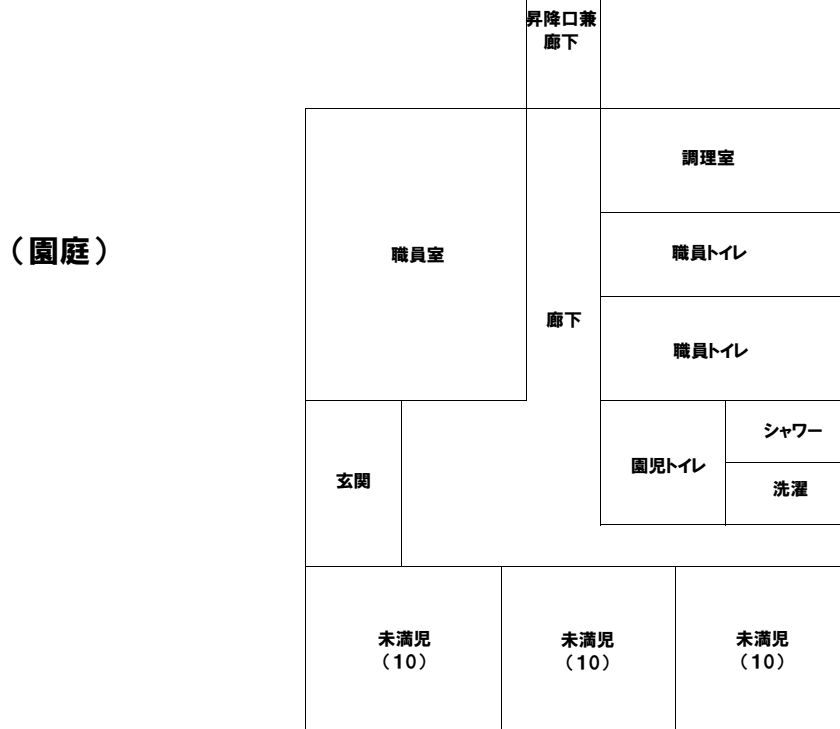 昇降口兼
廊下
調理室
（園庭）
職員室
職員トイレ
廊下
職員トイレ
シャワー
園児トイレ
玄関
洗濯
未満児
（10）
未満児
（10）
未満児
（10）